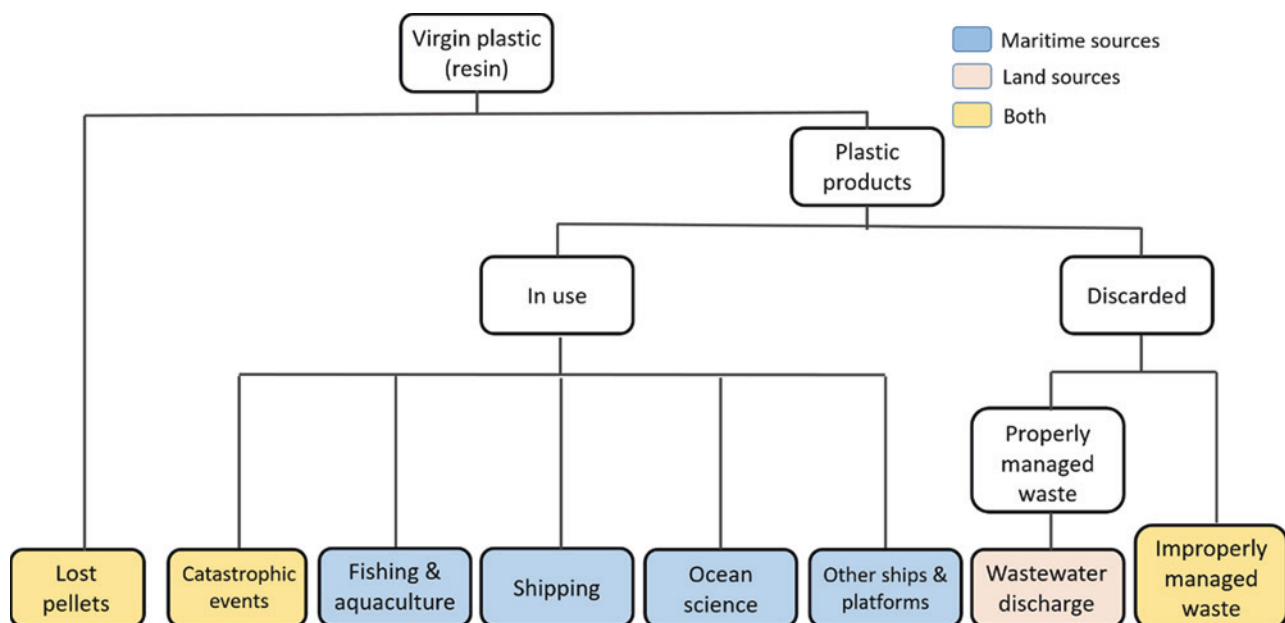 Virgin plastic
(resin)
Maritime sources
Land sources
Both
Plastic
products
In use
Discarded
Properly
managed
waste
Lost
pellets
Catastrophic
events
Fishing &
aquaculture
Shipping
Ocean
science
Other ships &
platforms
Wastewater
discharge
Improperly
managed
waste